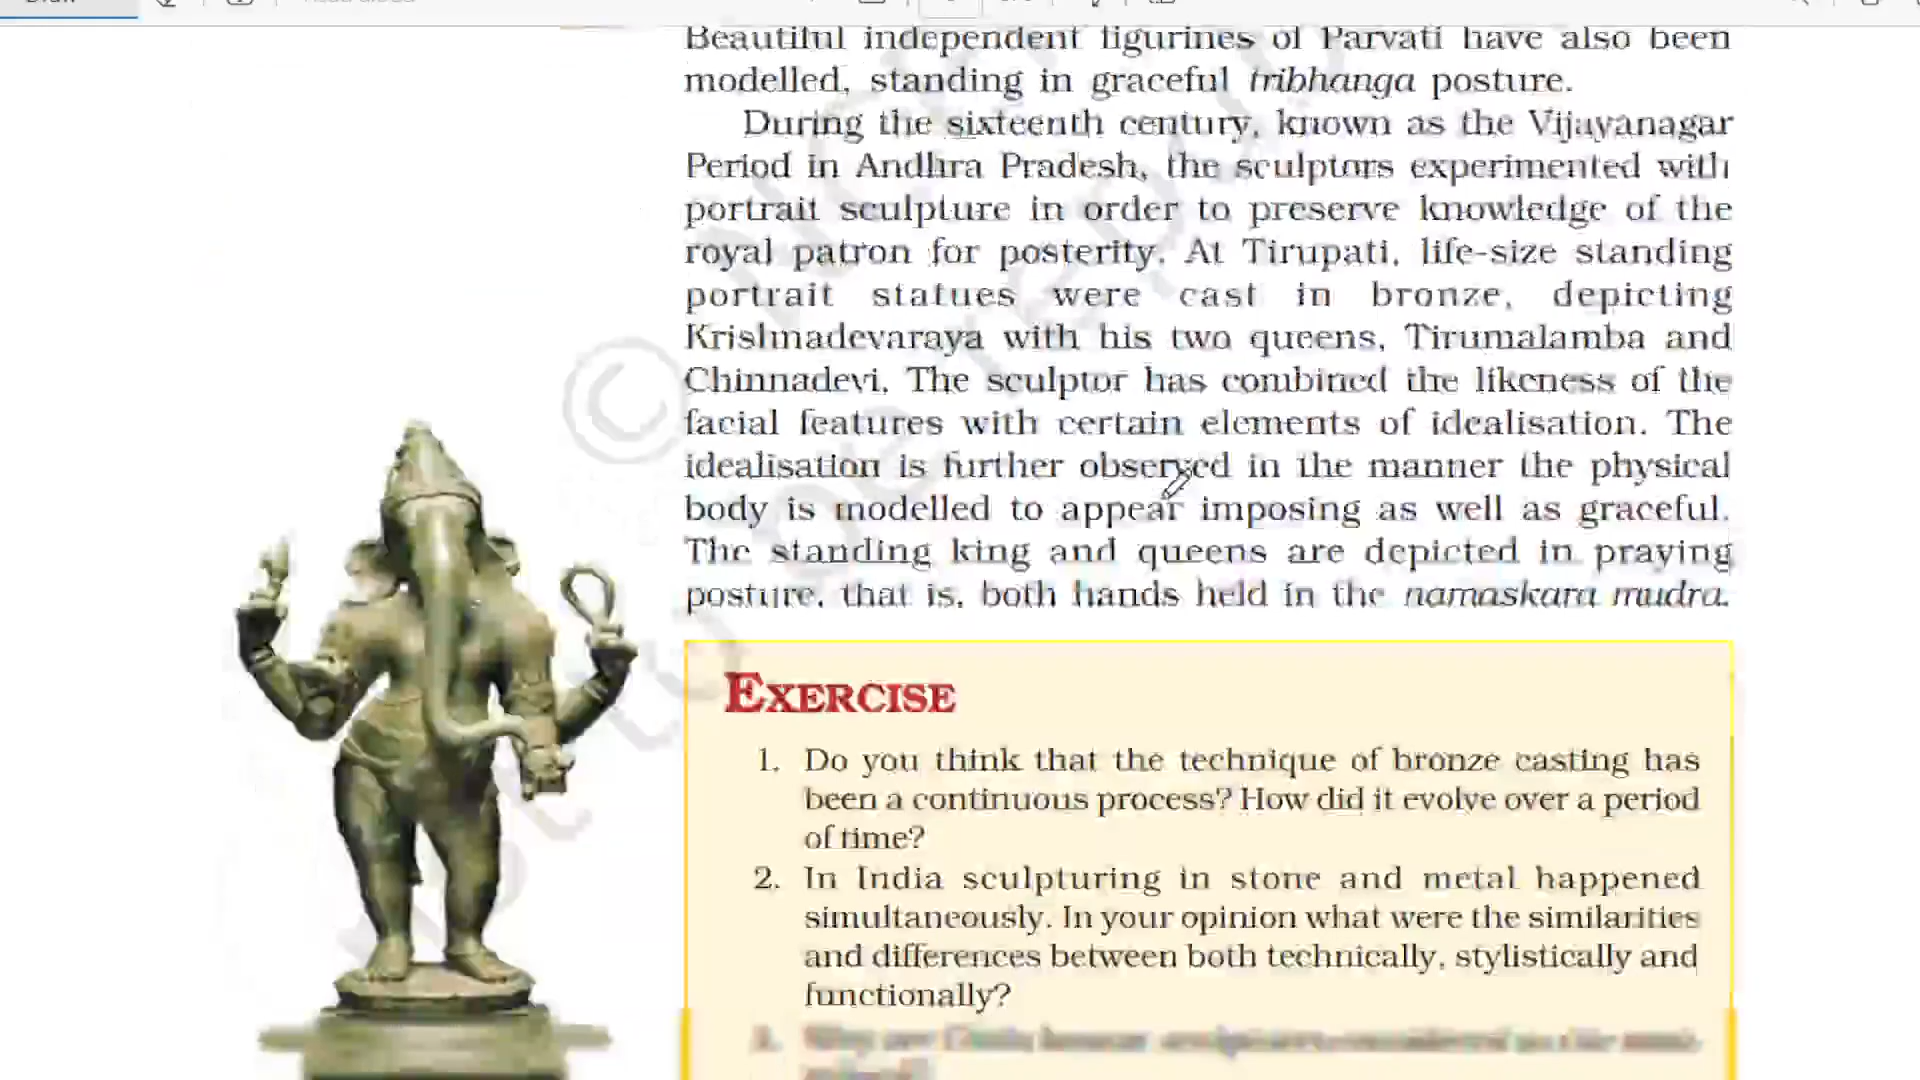 Beautiful independent figurines of Parvati have also been
modelled, standing in graceful tribhanga posture.
During the sixteenth century, known as the Vijayanagar
Period in Andhra Pradesh, the sculptors experimented with
portrait sculpture in order to preserve knowledge of the
royal patron for posterity. At Tirupati, life-size standing
portrait statues were cast in bronze, depicting
Krishnadevaraya with his two queens, Tirumalamba and
Chinnadevi. The sculptor has combined the likeness of the
facial features with certain elements of idealisation. The
idealisation is further observed in the manner the physical
body is modelled to appear imposing as well as graceful.
The standing king and queens are depicted in praying
posture, that is, both hands held in the namaskara mudra.
EXERCISE
1. Do you think that the technique of bronze casting has
been a continuous process? How did it evolve over a period
of time?
2. In India sculpturing in stone and metal happened
simultaneously. In your opinion what were the similarities
and differences between both technically, stylistically and
functionally?